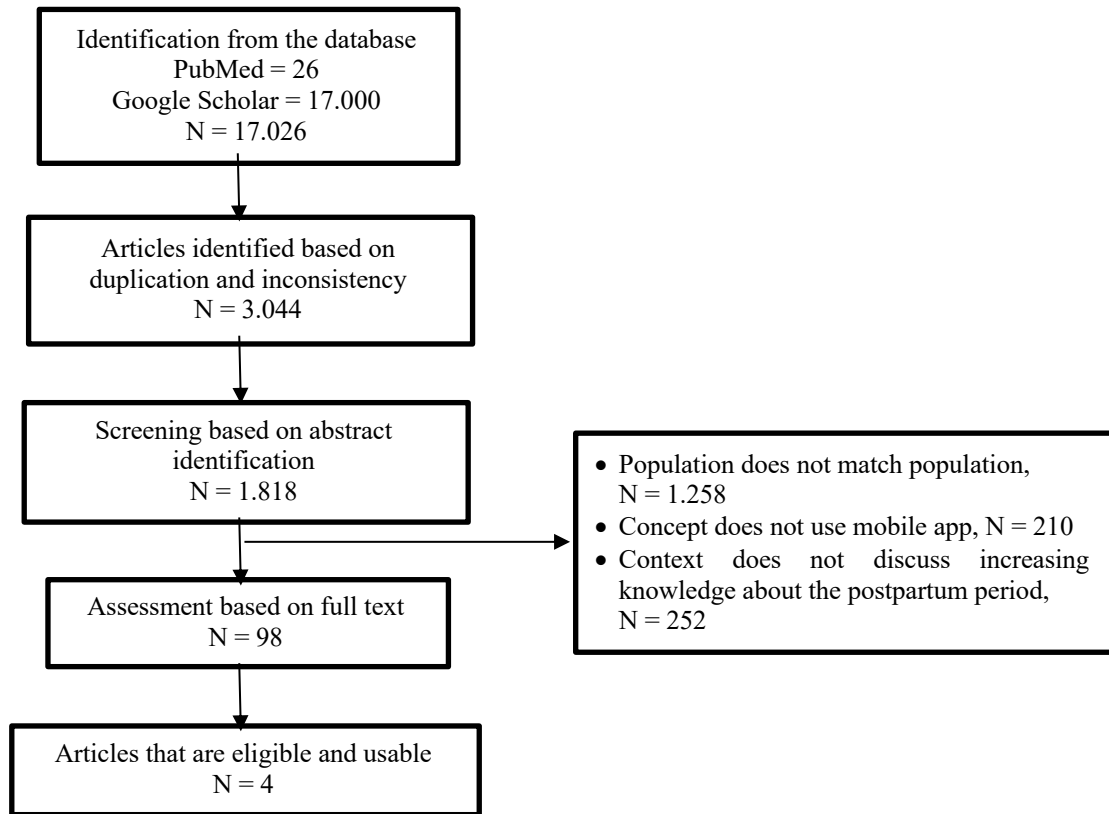 Identification from the database
PubMed = 26
Google Scholar = 17.000
N = 17.026
Articles identified based on
duplication and inconsistency
N = 3.044
Screening based on abstract
identification
N = 1.818
• Population does not match population,
N = 1.258
• Concept does not use mobile app, N = 210
• Context does not discuss increasing
knowledge about the postpartum period,
N = 252
Assessment based on full text
N = 98
Articles that are eligible and usable
N = 4